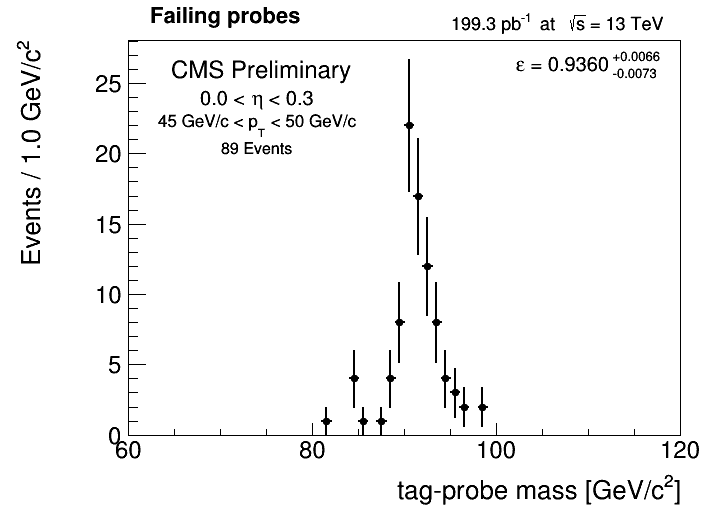 Failing probes
199.3 pb⁻¹ at √s = 13 TeV
CMS Preliminary
0.0 < η < 0.3
45 GeV/c < p_T < 50 GeV/c
89 Events
ε = 0.9360 +0.0066 -0.0073
Events / 1.0 GeV/c²
25
20
15
10
5
0
60 80 100 120
tag-probe mass [GeV/c²]